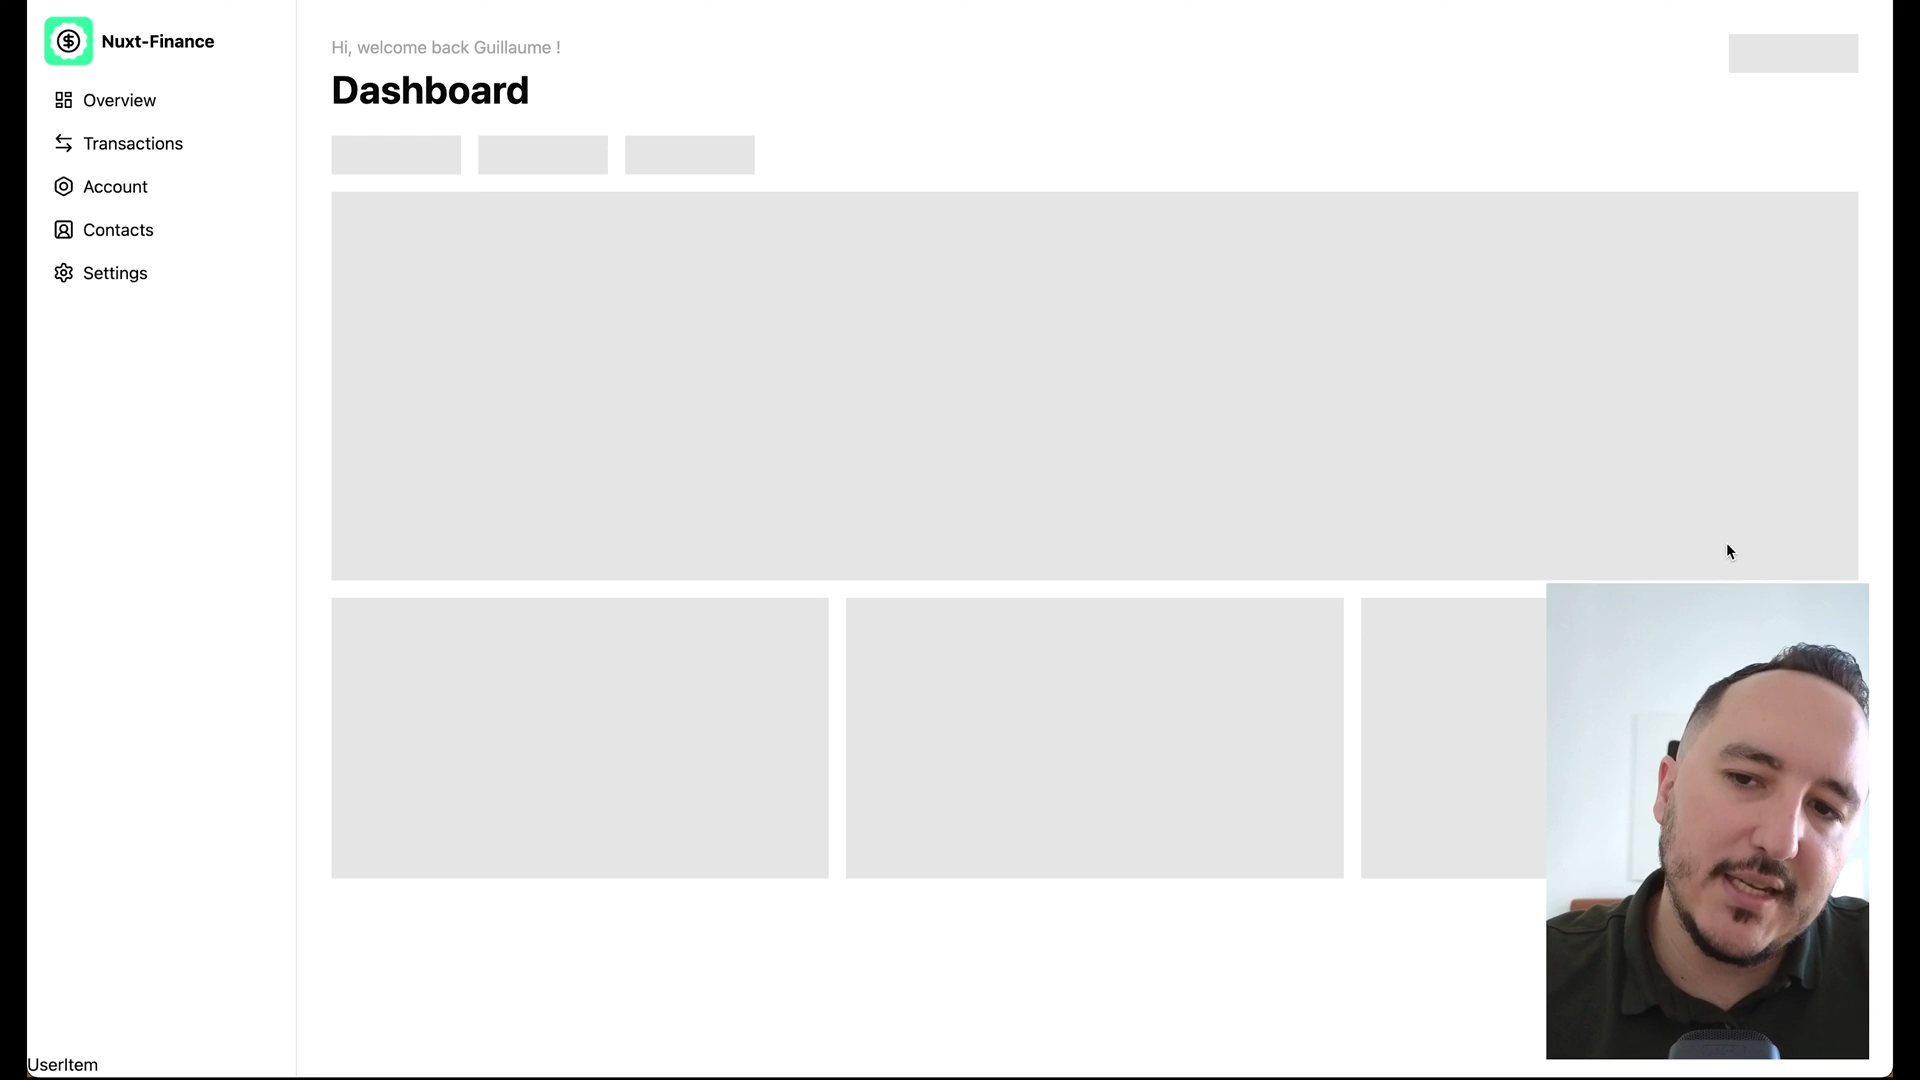 Nuxt-Finance
Overview
Transactions
Account
Contacts
Settings
UserItem
Hi, welcome back Guillaume !
Dashboard